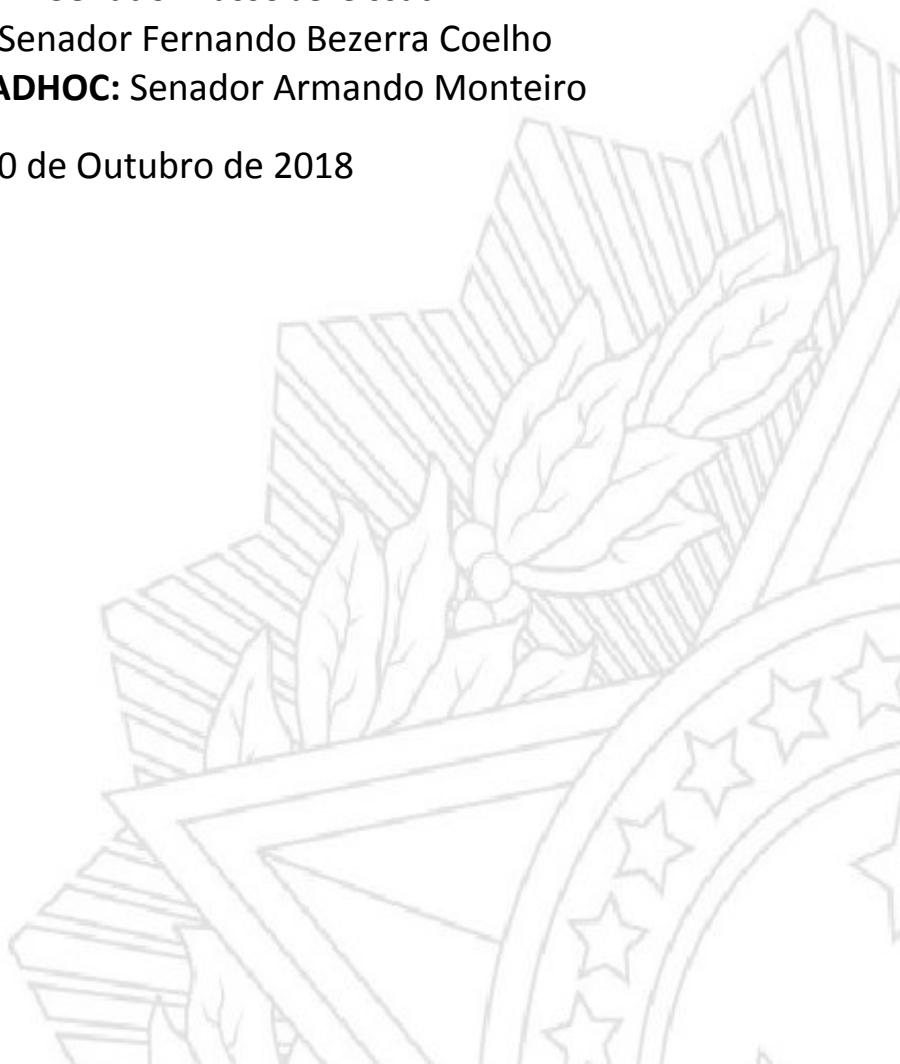 Senador Fernando Bezerra Coelho
ADHOC: Senador Armando Monteiro
0 de Outubro de 2018